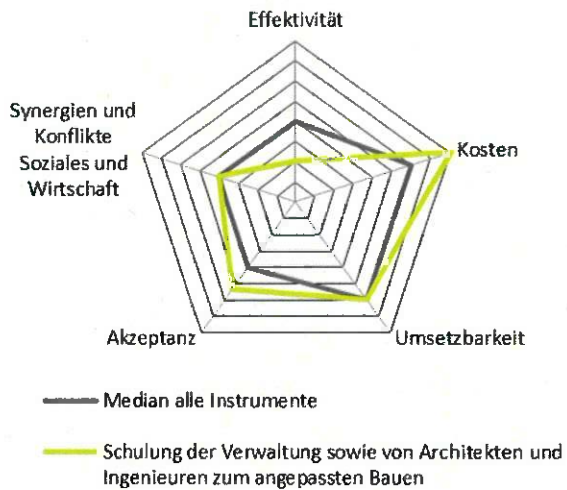 Effektivität
Synergien und
Konflikte
Soziales und
Wirtschaft
Kosten
Akzeptanz
Umsetzbarkeit
Median alle Instrumente
Schulung der Verwaltung sowie von Architekten und
Ingenieuren zum angepassten Bauen